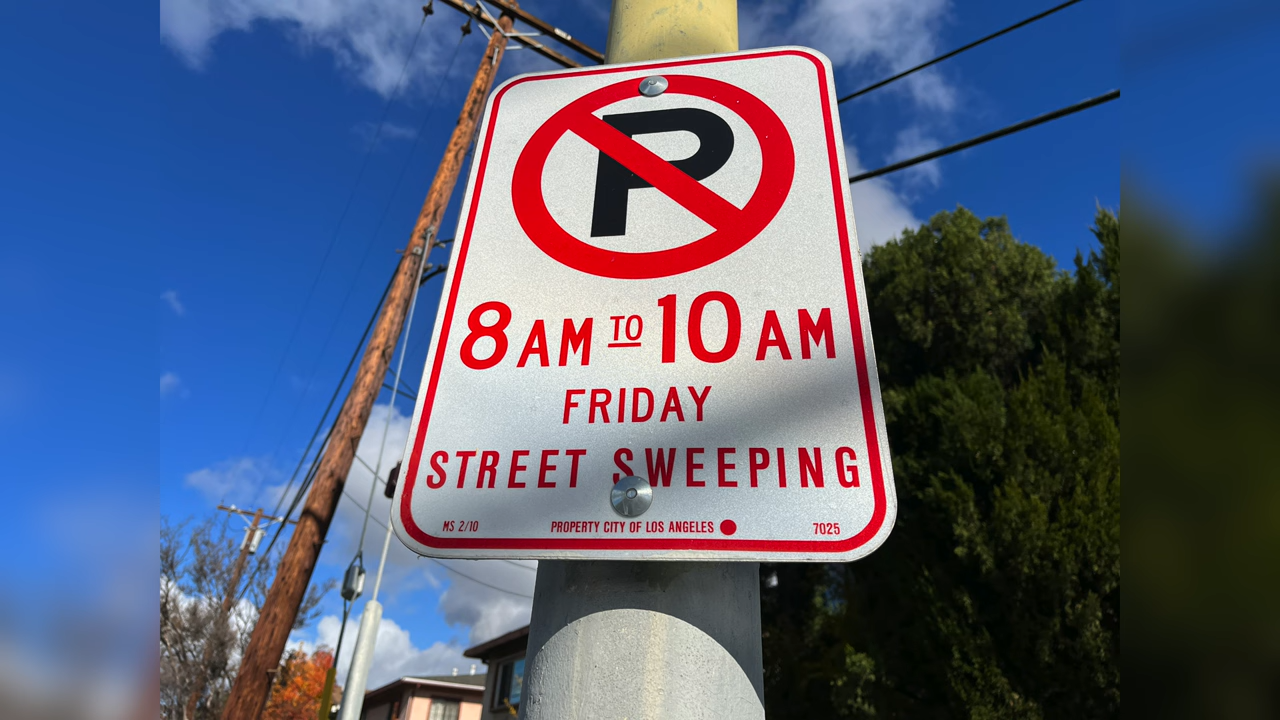 P
8 AM TO 10 AM
FRIDAY
STREET SWEEPING
MS 2/10 PROPERTY CITY OF LOS ANGELES 7025